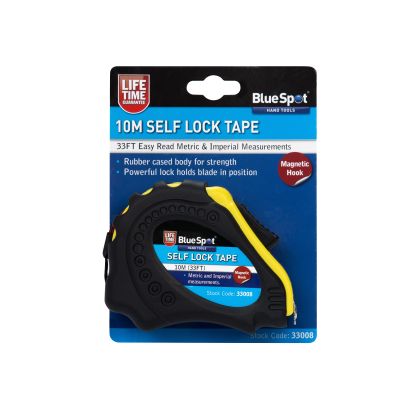 LIFE
TIME
GUARANTEE
BlueSpot
HAND TOOLS
10M SELF LOCK TAPE
33FT Easy Read Metric & Imperial Measurements
• Rubber cased body for strength
• Powerful lock holds blade in position
Magnetic
Hook
LIFE
TIME
BlueSpot
HAND TOOLS
SELF LOCK TAPE
10M (33FT)
• Metric and Imperial
measurements.
Magnetic
Hook
Stock Code: 33008
Stock Code: 33008